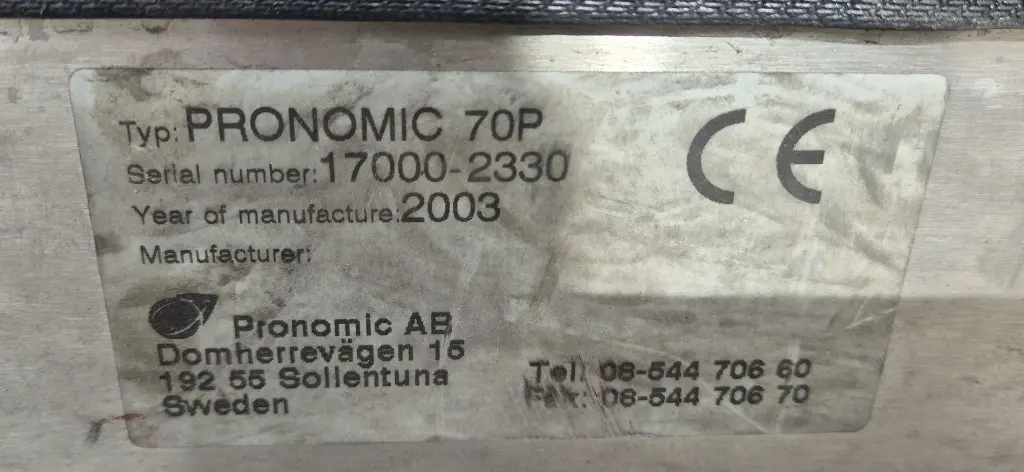 Typ: PRONOMIC 70P
Serial number: 17000-2330
Year of manufacture: 2003
Manufacturer:
CE
Pronomic AB
Domherrevägen 15
192 55 Sollentuna
Sweden
Tel: 08-544 706 60
Fax: 08-544 706 70